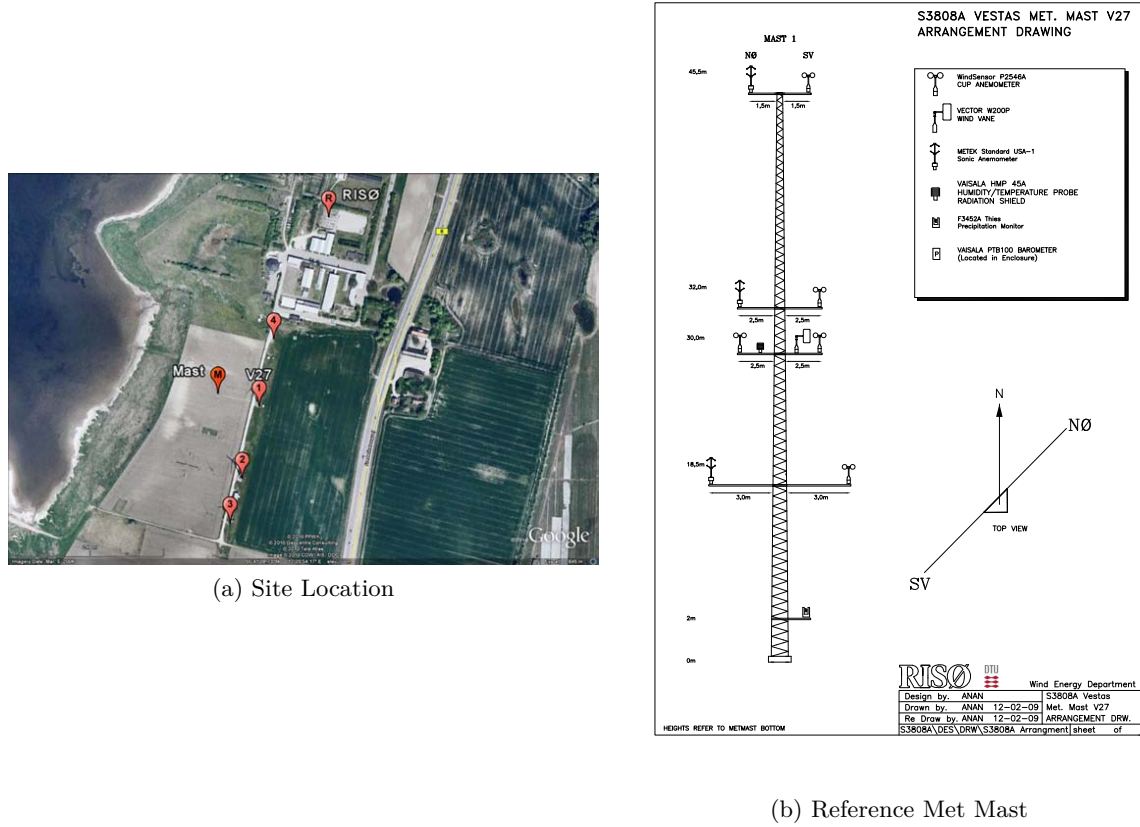 R RISØ
4
Mast M V27 1
2
3
Google
(a) Site Location
S3808A VESTAS MET. MAST V27
ARRANGEMENT DRAWING
MAST 1
NØ SV
45,5m
1,5m 1,5m
WindSensor P2546A
CUP ANEMOMETER
VECTOR W200P
WIND VANE
METEK Standard USA-1
Sonic Anemometer
VAISALA HMP 45A
HUMIDITY/TEMPERATURE PROBE
RADIATION SHIELD
F3452A Thies
Precipitation Monitor
P
VAISALA PTB100 BAROMETER
(Located in Enclosure)
32,0m
2,5m 2,5m
30,0m
2,5m 2,5m
18,5m
3,0m 3,0m
2m
0m
N
NØ
TOP VIEW
SV
RISØ DTU
Wind Energy Department
Design by. ANAN S3808A Vestas
Drawn by. ANAN 12-02-09 Met. Mast V27
Re Draw by. ANAN 12-02-09 ARRANGEMENT DRW.
S3808A\DES\DRW\S3808A Arrangment sheet of
HEIGHTS REFER TO METMAST BOTTOM
(b) Reference Met Mast